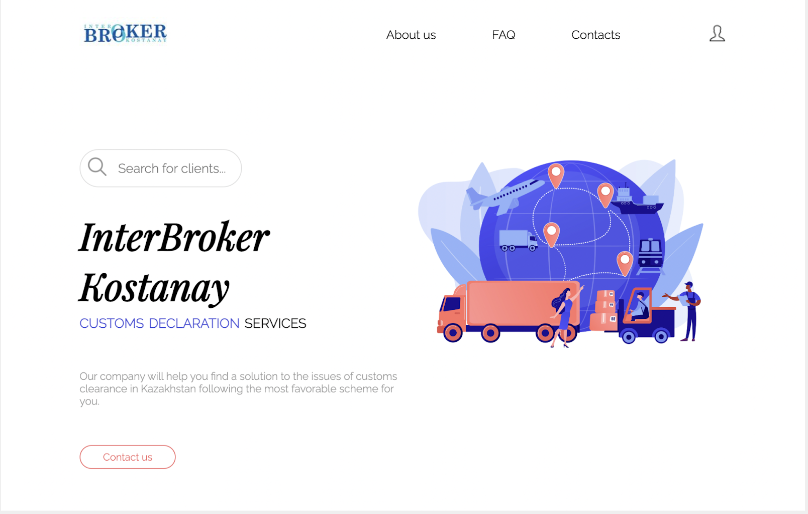 INTER
BROKER
KOSTANAY
About us
FAQ
Contacts
Search for clients...
InterBroker
Kostanay
CUSTOMS DECLARATION SERVICES
Our company will help you find a solution to the issues of customs
clearance in Kazakhstan following the most favorable scheme for
you.
Contact us